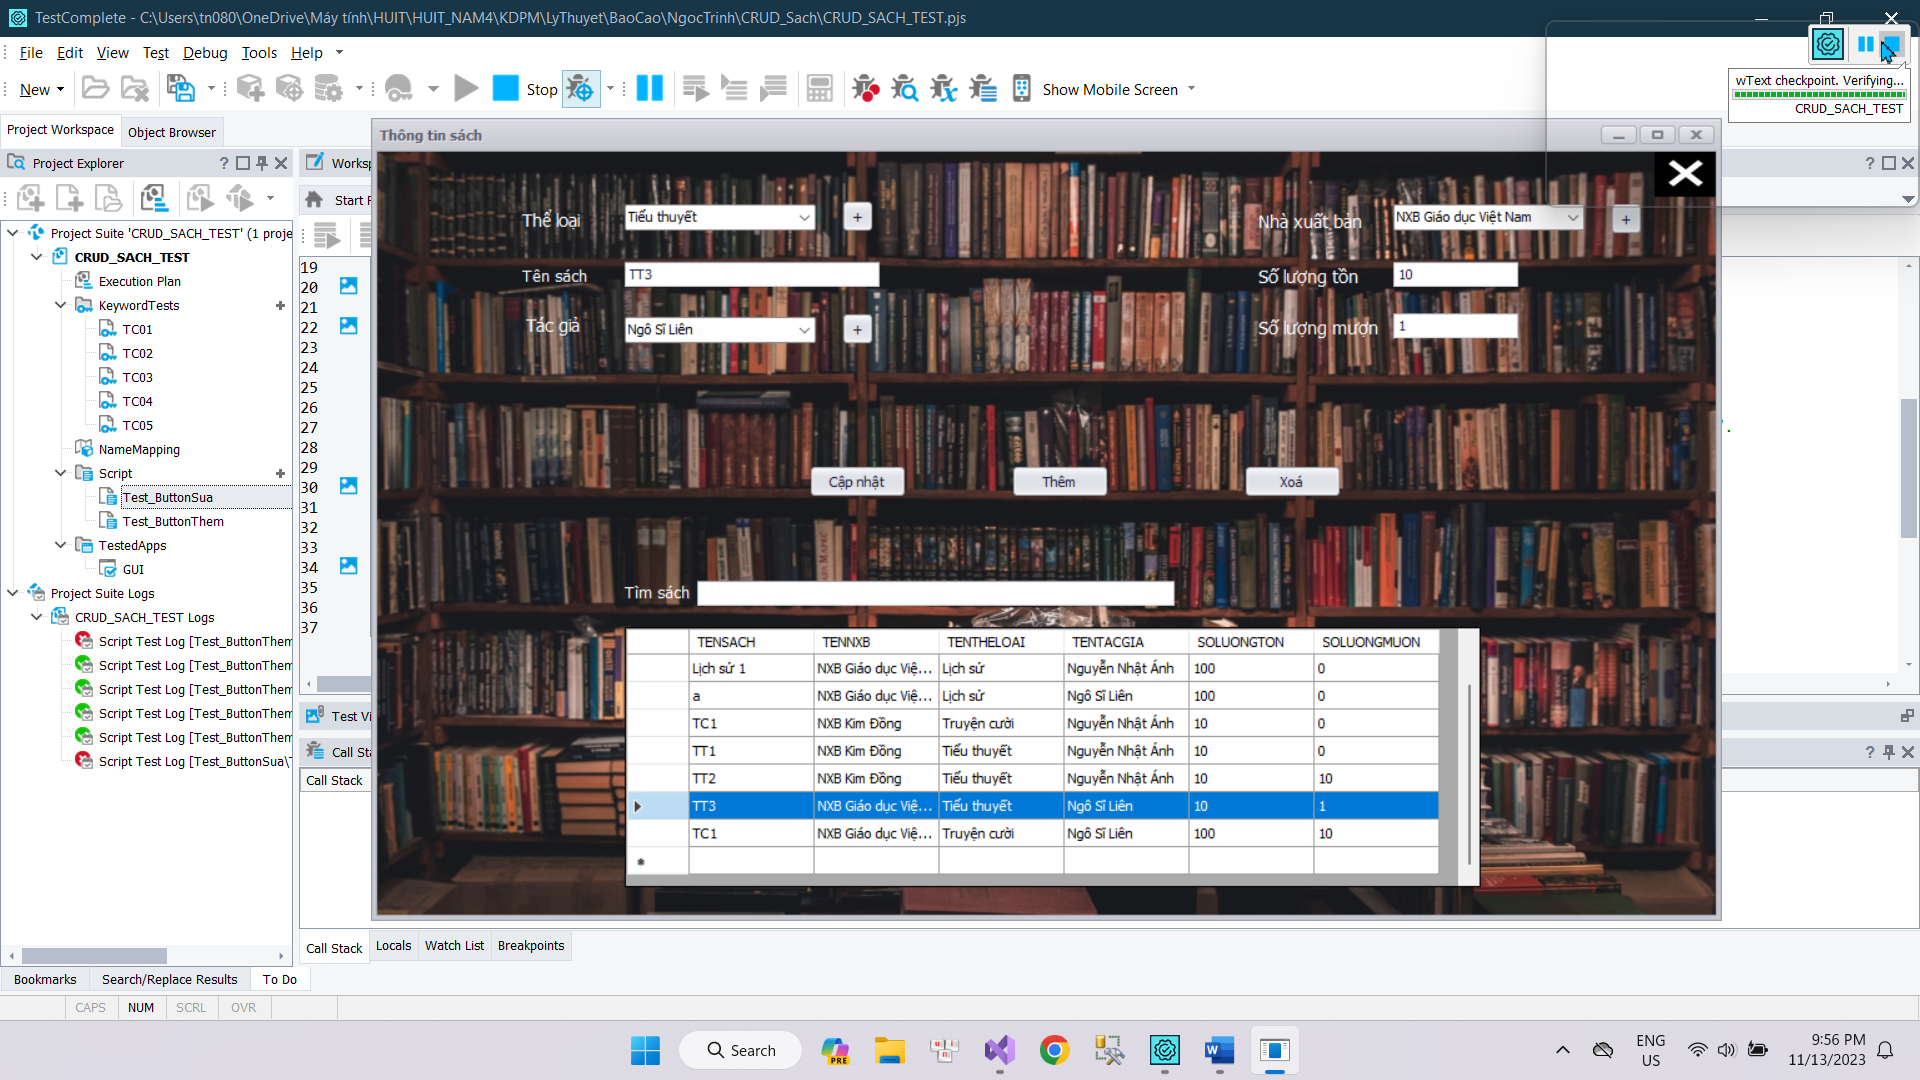 TestComplete - C:\Users\tn080\OneDrive\Máy tính\HUIT\HUIT_NAM4\KDPM\LyThuyet\BaoCao\NgocTrinh\CRUD_Sach\CRUD_SACH_TEST.pjs
File Edit View Test Debug Tools Help
New Stop Show Mobile Screen
wText checkpoint. Verifying...
CRUD_SACH_TEST
Project Workspace Object Browser
Project Explorer
Worksp
Start
Project Suite 'CRUD_SACH_TEST' (1 proje
CRUD_SACH_TEST
Execution Plan
KeywordTests
TC01
TC02
TC03
TC04
TC05
NameMapping
Script
Test_ButtonSua
Test_ButtonThem
TestedApps
GUI
Project Suite Logs
CRUD_SACH_TEST Logs
Script Test Log [Test_ButtonThem
Script Test Log [Test_ButtonThem
Script Test Log [Test_ButtonThem
Script Test Log [Test_ButtonThem
Script Test Log [Test_ButtonThem
Script Test Log [Test_ButtonSua\T
19
20
21
22
23
24
25
26
27
28
29
30
31
32
33
34
35
36
37
Test Vi
Call Sta
Call Stack
Thông tin sách
Thể loại Tiểu thuyết + Nhà xuất bản NXB Giáo dục Việt Nam +
Tên sách TT3 Số lượng tồn 10
Tác giả Ngô Sĩ Liên + Số lượng mượn 1
Cập nhật Thêm Xoá
Tìm sách
TENSACH TENNXB TENTHELOAI TENTACGIA SOLUONGTON SOLUONGMUON
Lịch sử 1 NXB Giáo dục Việ... Lịch sử Nguyễn Nhật Ánh 100 0
a NXB Giáo dục Việ... Lịch sử Ngô Sĩ Liên 100 0
TC1 NXB Kim Đồng Truyện cười Nguyễn Nhật Ánh 10 0
TT1 NXB Kim Đồng Tiểu thuyết Nguyễn Nhật Ánh 10 0
TT2 NXB Kim Đồng Tiểu thuyết Nguyễn Nhật Ánh 10 10
TT3 NXB Giáo dục Việ... Tiểu thuyết Ngô Sĩ Liên 10 1
TC1 NXB Giáo dục Việ... Truyện cười Ngô Sĩ Liên 100 10
Call Stack Locals Watch List Breakpoints
Bookmarks Search/Replace Results To Do
CAPS NUM SCRL OVR
Search
PRE
ENG
US
9:56 PM
11/13/2023